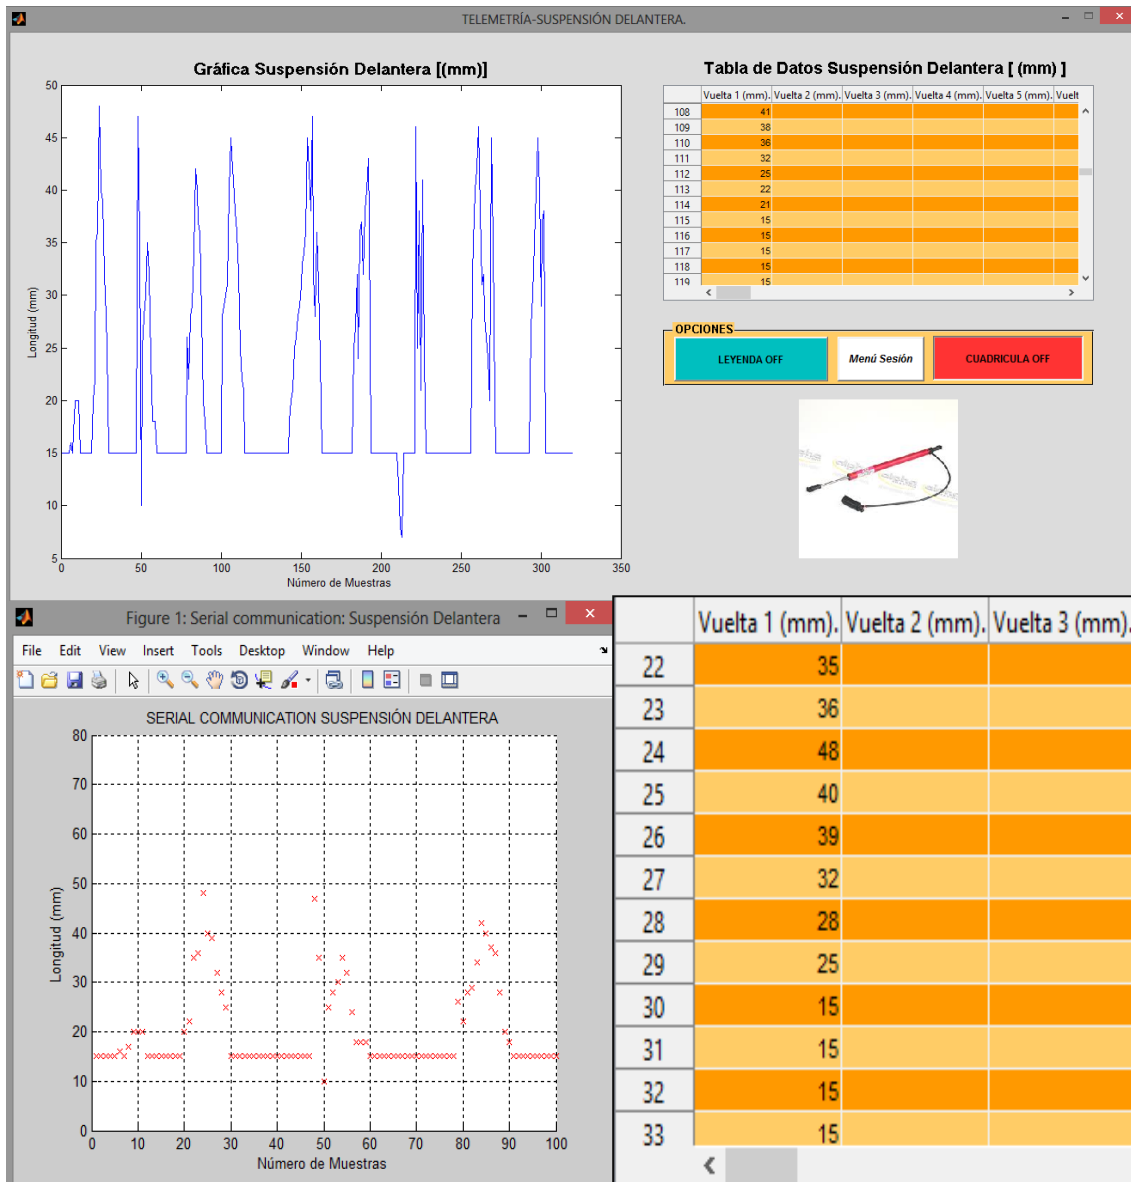 TELEMETRÍA-SUSPENSIÓN DELANTERA.
Gráfica Suspensión Delantera [(mm)]
50
45
40
35
30
25
20
15
10
5
Longitud (mm)
0 50 100 150 200 250 300 350
Número de Muestras
Tabla de Datos Suspensión Delantera [ (mm) ]
Vuelta 1 (mm). Vuelta 2 (mm). Vuelta 3 (mm). Vuelta 4 (mm). Vuelta 5 (mm). Vuelt
108 41
109 38
110 36
111 32
112 25
113 22
114 21
115 15
116 15
117 15
118 15
119 15
OPCIONES
LEYENDA OFF
Menú Sesión
CUADRICULA OFF
Figure 1: Serial communication: Suspensión Delantera
File Edit View Insert Tools Desktop Window Help
SERIAL COMMUNICATION SUSPENSIÓN DELANTERA
80
70
60
50
40
30
20
10
0
Longitud (mm)
0 10 20 30 40 50 60 70 80 90 100
Número de Muestras
Vuelta 1 (mm). Vuelta 2 (mm). Vuelta 3 (mm).
22 35
23 36
24 48
25 40
26 39
27 32
28 28
29 25
30 15
31 15
32 15
33 15